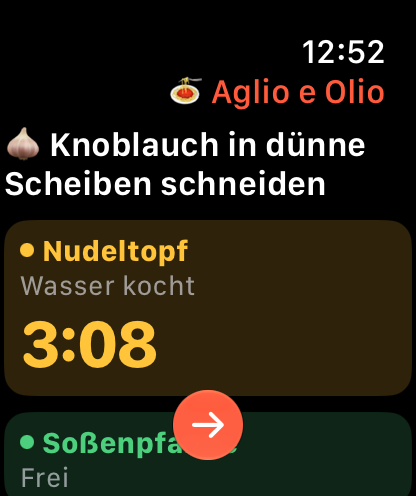 12:52
Aglio e Olio
Knoblauch in dünne
Scheiben schneiden
Nudeltopf
Wasser kocht
3:08
Frei